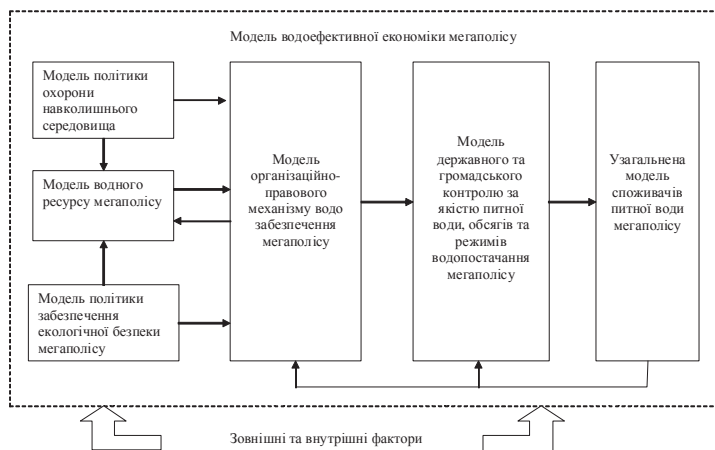 Модель водоефективної економіки мегаполісу
Модель політики
охорони
навколишнього
середовища
Модель водного
ресурсу мегаполісу
Модель політики
забезпечення
екологічної безпеки
мегаполісу
Модель
організаційно-
правового
механізму водо
забезпечення
мегаполісу
Модель
державного та
громадського
контролю за
якістю питної
води, обсягів та
режимів
водопостачання
мегаполісу
Узагальнена
модель
споживачів
питної води
мегаполісу
Зовнішні та внутрішні фактори